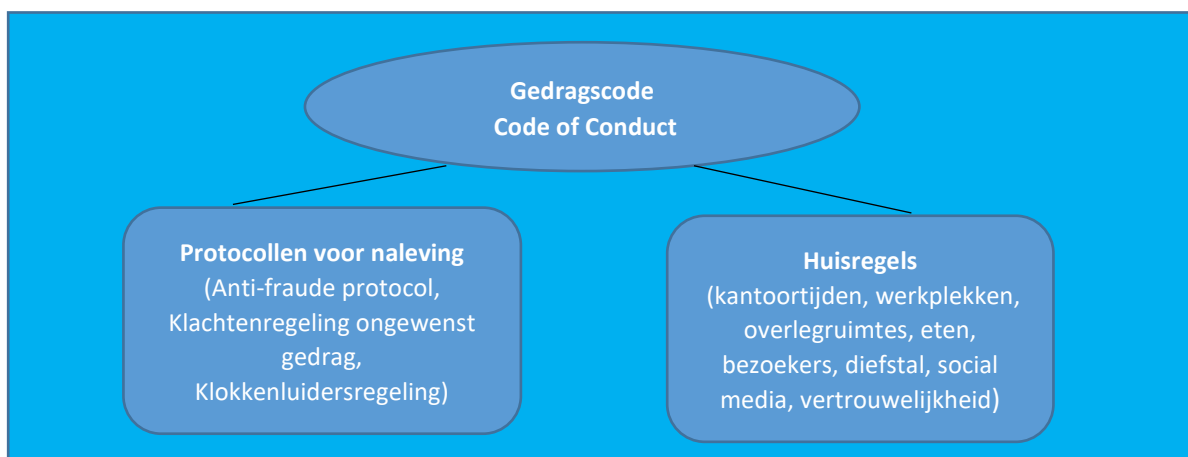 Gedragscode
Code of Conduct
Protocollen voor naleving
(Anti-fraude protocol,
Klachtenregeling ongewenst
gedrag,
Klokkenluidersregeling)
Huisregels
(kantoortijden, werkplekken,
overlegruimtes, eten,
bezoekers, diefstal, social
media, vertrouwelijkheid)